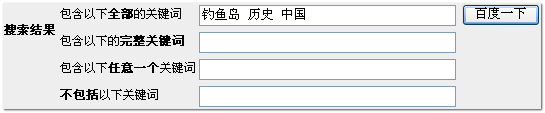 包含以下全部的关键词 钓鱼岛 历史 中国 百度一下
搜索结果
包含以下的完整关键词
包含以下任意一个关键词
不包括以下关键词